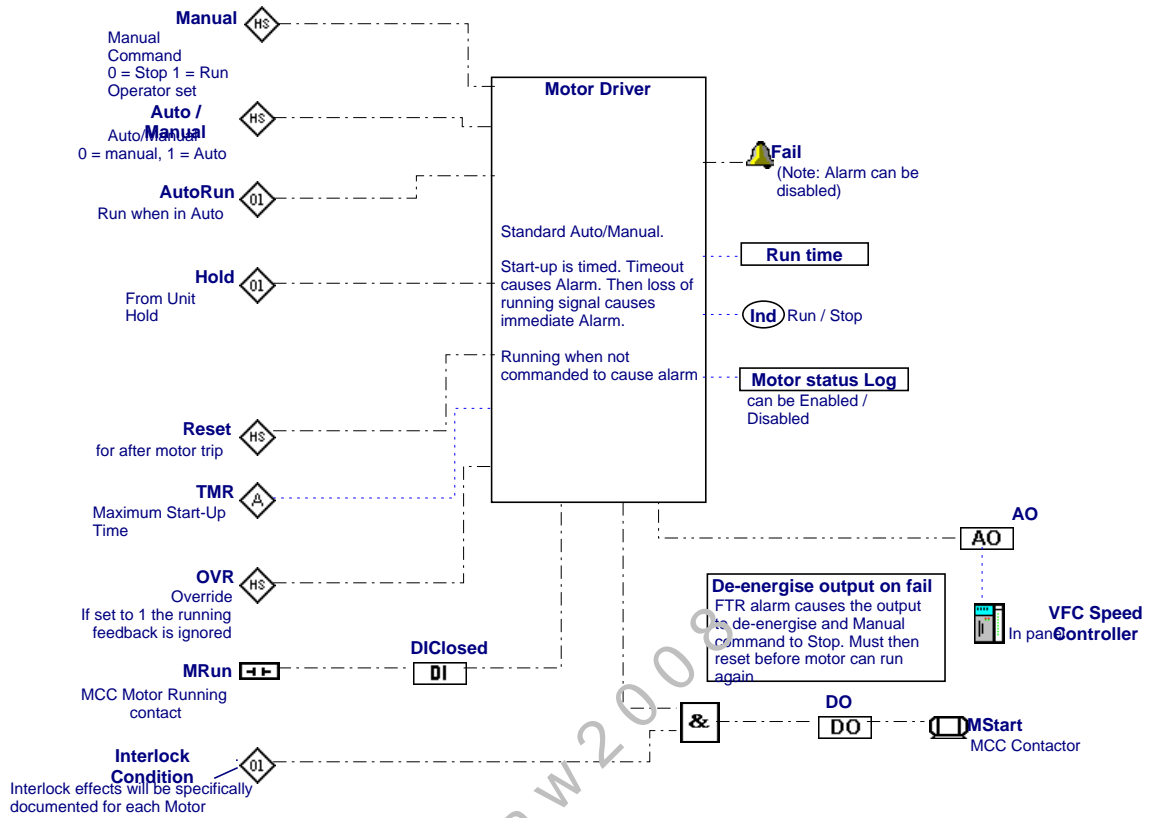 Manual
HS
Manual
Command
0 = Stop 1 = Run
Operator set
Auto /
Manual
HS
Auto/Manual
0 = manual, 1 = Auto
AutoRun
01
Run when in Auto
Hold
01
From Unit
Hold
Reset
HS
for after motor trip
TMR
A
Maximum Start-Up
Time
OVR
HS
Override
If set to 1 the running
feedback is ignored
MRun
MCC Motor Running
contact
DIClosed
DI
Interlock
Condition
01
Interlock effects will be specifically
documented for each Motor
Motor Driver
Standard Auto/Manual.
Start-up is timed. Timeout
causes Alarm. Then loss of
running signal causes
immediate Alarm.
Running when not
commanded to cause alarm
Fail
(Note: Alarm can be
disabled)
Run time
Ind
Run / Stop
Motor status Log
can be Enabled /
Disabled
AO
AO
VFC Speed
Controller
In panel
De-energise output on fail
FTR alarm causes the output
to de-energise and Manual
command to Stop. Must then
reset before motor can run
again
&
DO
DO
MStart
MCC Contactor
w 2 0 0 8